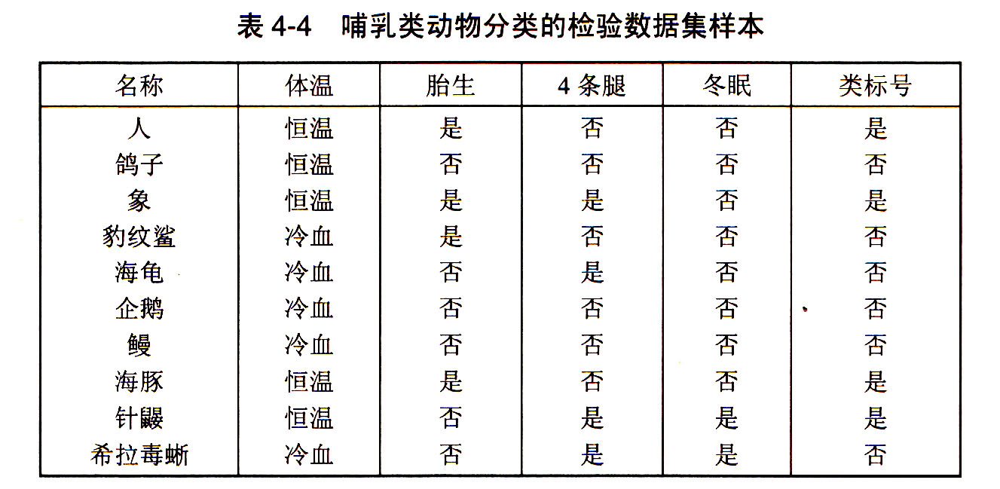 表 4-4 哺乳类动物分类的检验数据集样本
名称 体温 胎生 4 条腿 冬眠 类标号
人 恒温 是 否 否 是
鸽子 恒温 否 否 否 否
象 恒温 是 是 否 是
豹纹鲨 冷血 是 否 否 否
海龟 冷血 否 是 否 否
企鹅 冷血 否 否 否 否
鳗 冷血 否 否 否 否
海豚 恒温 是 否 否 是
针鼹 恒温 否 是 是 是
希拉毒蜥 冷血 否 是 是 否